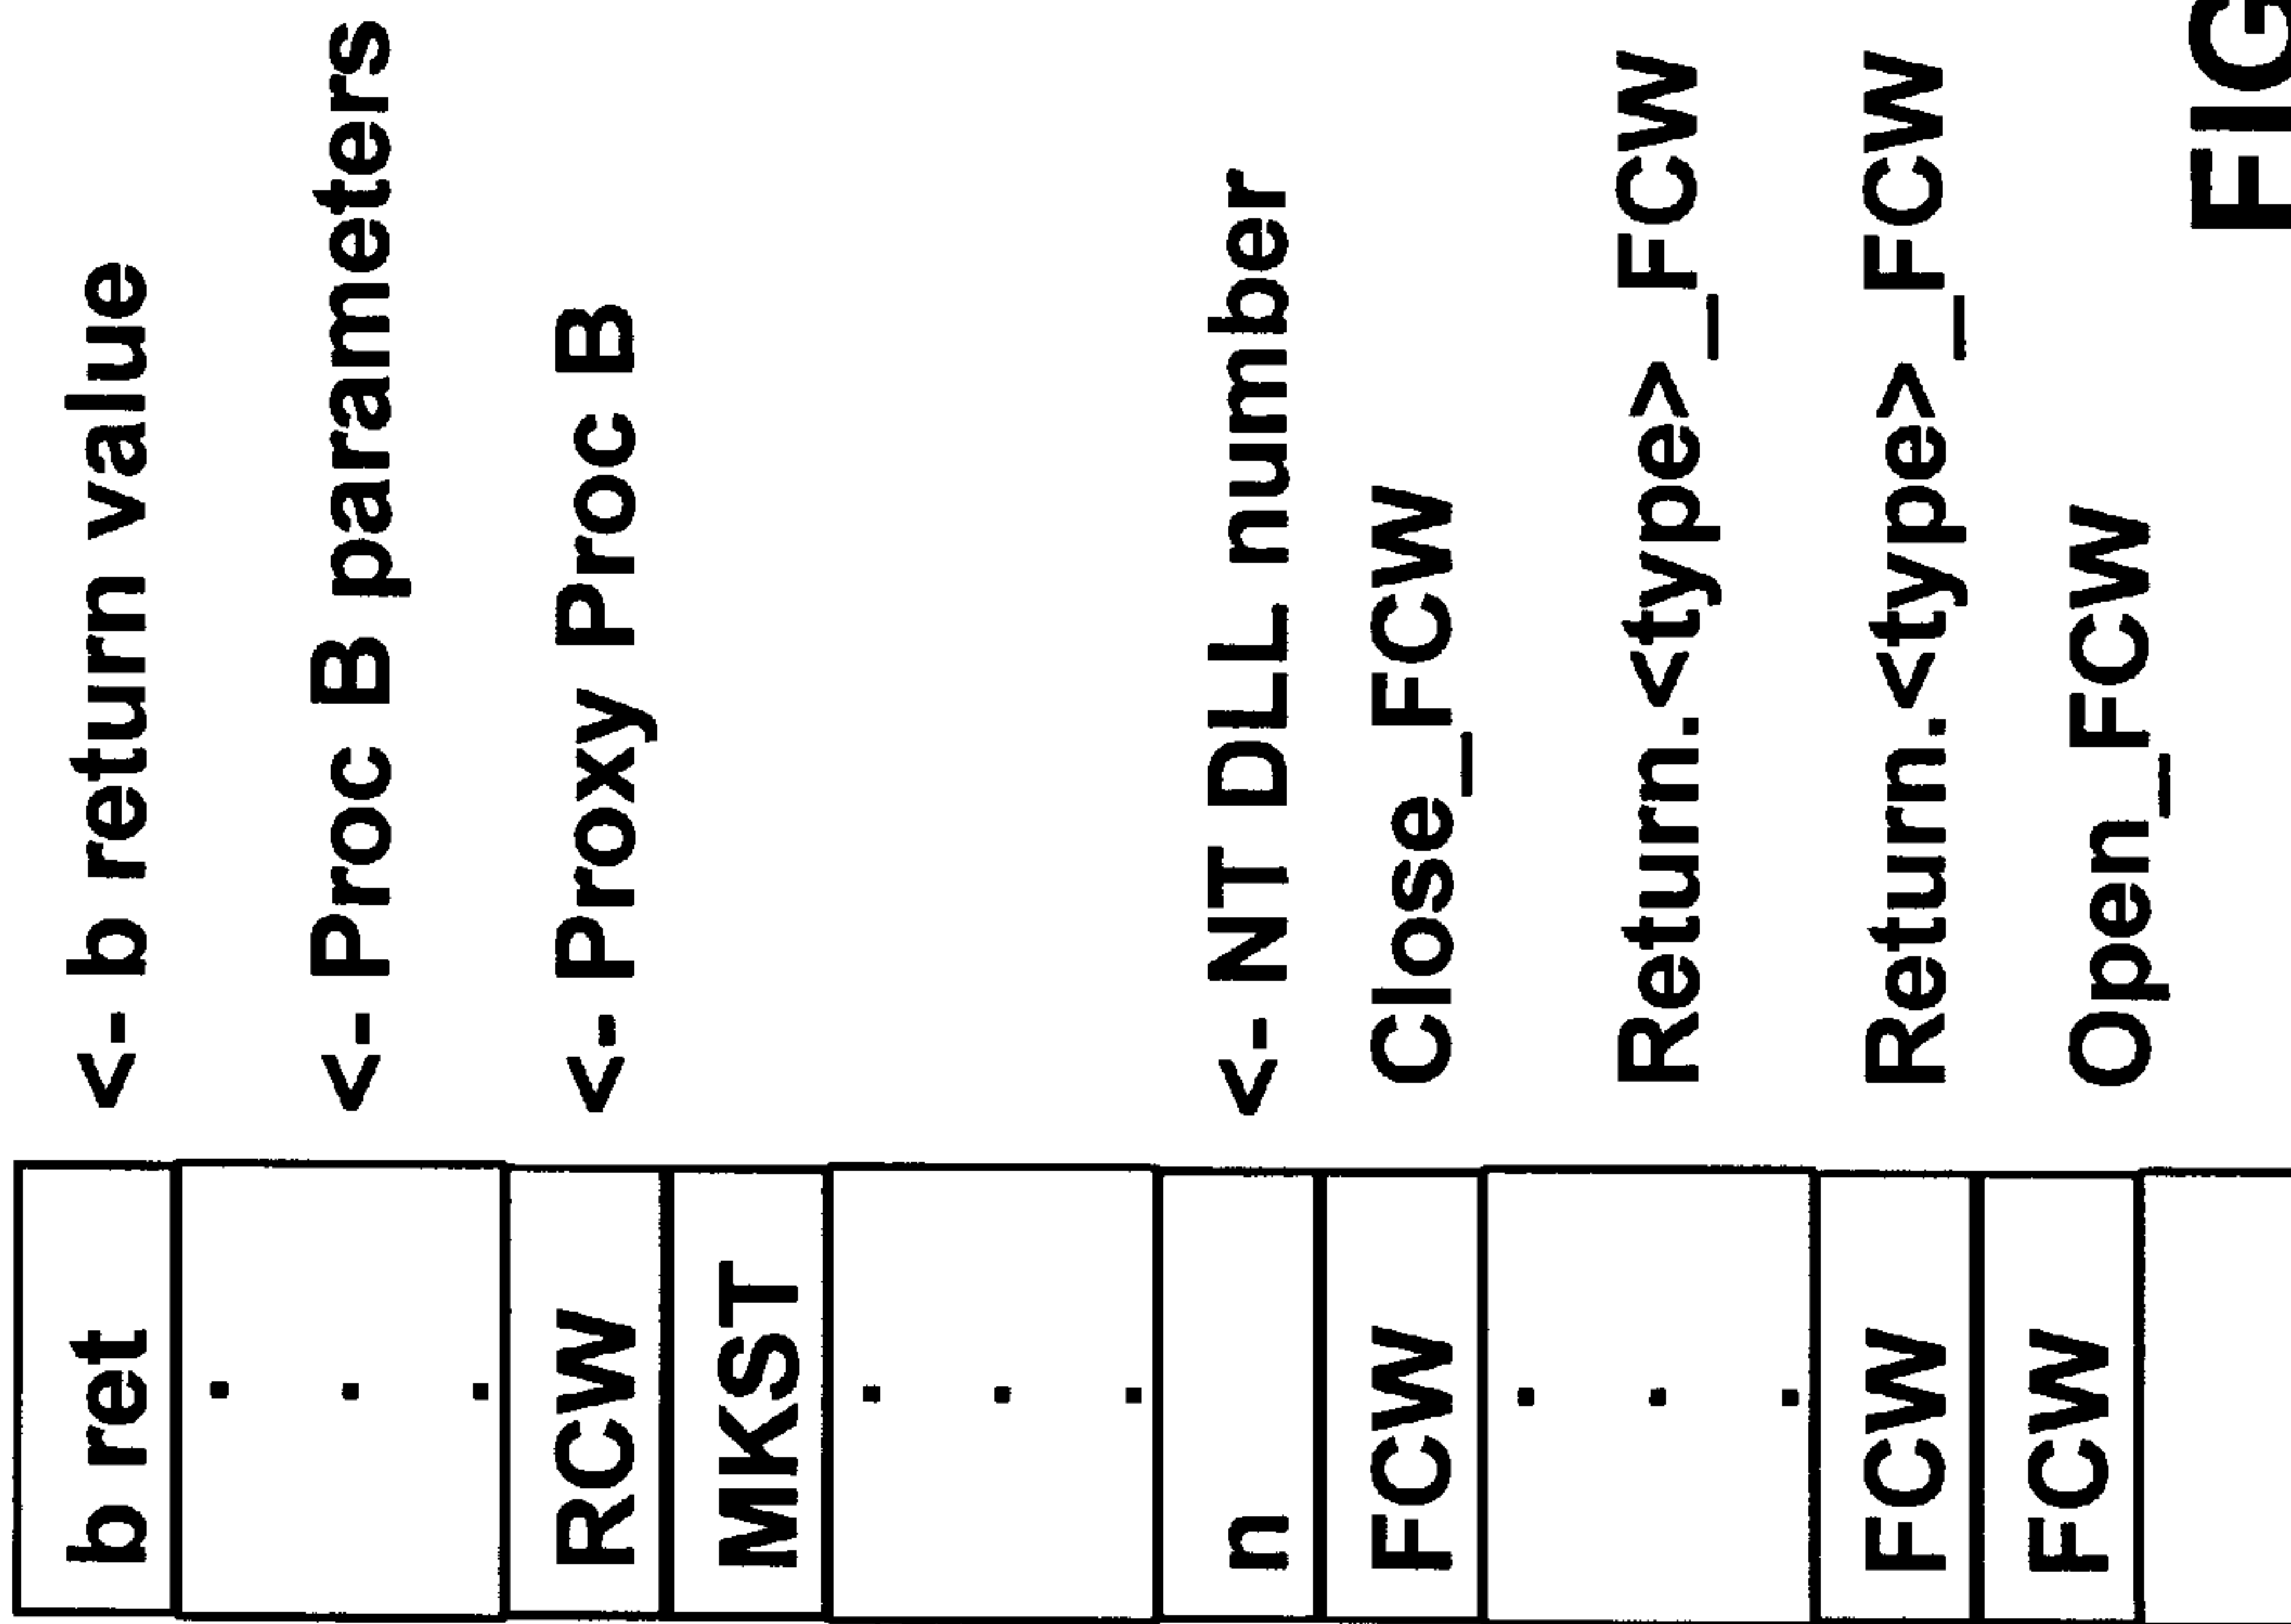 b ret <- b return value
<- Proc B parameters
RCW <- Proxy Proc B
MKST
n <- NT DLL number
FCW Close_FCW
Return.<type>_FCW
FCW Return.<type>_FCW
FCW Open_FCW
FIG